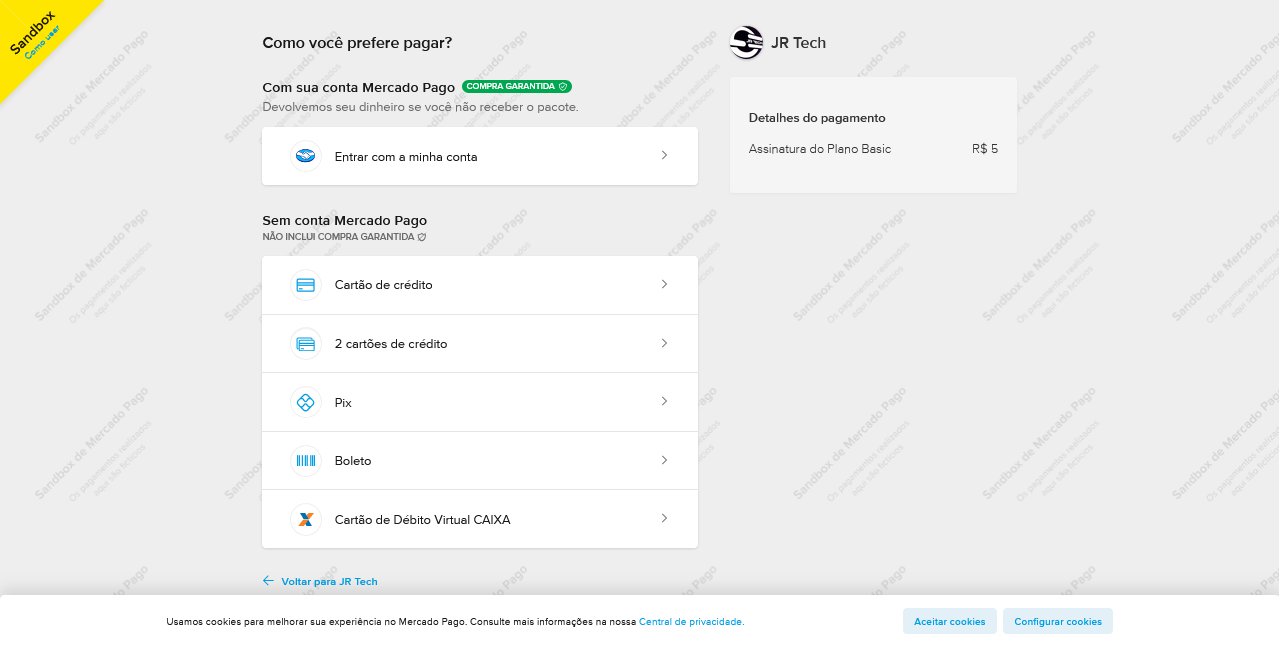 Sandbox
Como usar
Como você prefere pagar?
JR Tech
Com sua conta Mercado Pago COMPRA GARANTIDA
Devolvemos seu dinheiro se você não receber o pacote.
Entrar com a minha conta
Detalhes do pagamento
Assinatura do Plano Basic R$ 5
Sem conta Mercado Pago
NÃO INCLUI COMPRA GARANTIDA
Cartão de crédito
2 cartões de crédito
Pix
Boleto
Cartão de Débito Virtual CAIXA
Voltar para JR Tech
Sandbox de Mercado Pago
Os pagamentos realizados
aqui são fictícios
Usamos cookies para melhorar sua experiência no Mercado Pago. Consulte mais informações na nossa Central de privacidade.
Aceitar cookies
Configurar cookies